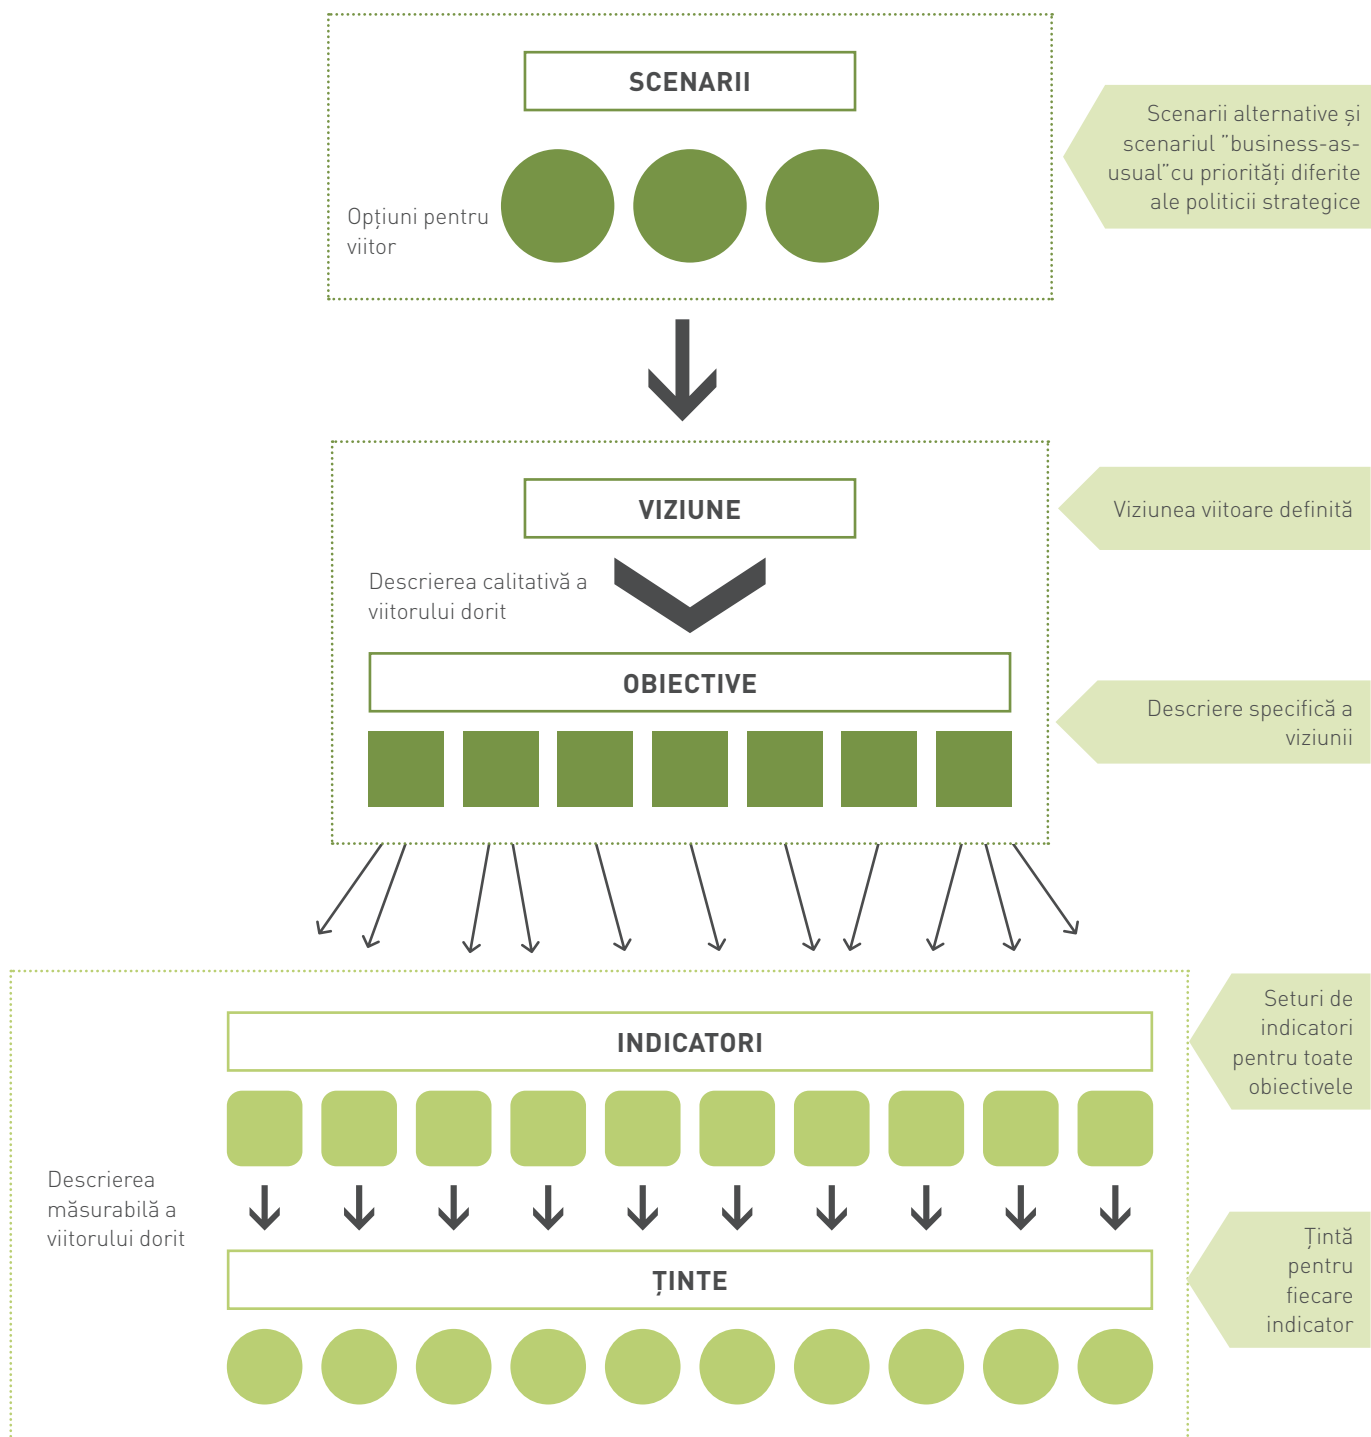 SCENARII
Opțiuni pentru
viitor
Scenarii alternative și
scenariul ”business-as-
usual”cu priorități diferite
ale politicii strategice
VIZIUNE
Viziunea viitoare definită
Descrierea calitativă a
viitorului dorit
OBIECTIVE
Descriere specifică a
viziunii
INDICATORI
Seturi de
indicatori
pentru toate
obiectivele
Descrierea
măsurabilă a
viitorului dorit
ȚINTE
Țintă
pentru
fiecare
indicator